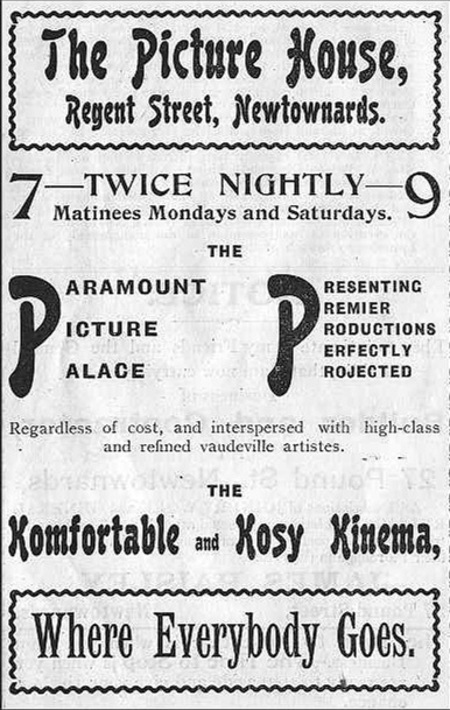 The Picture House,
Regent Street, Newtownards.
7—TWICE NIGHTLY—9
Matinees Mondays and Saturdays.
THE
PARAMOUNT
PICTURE
PALACE
PRESENTING
PREMIER
PRODUCTIONS
PERFECTLY
PROJECTED
Regardless of cost, and interspersed with high-class
and refined vaudeville artistes.
THE
Komfortable and Kosy Kinema,
Where Everybody Goes.